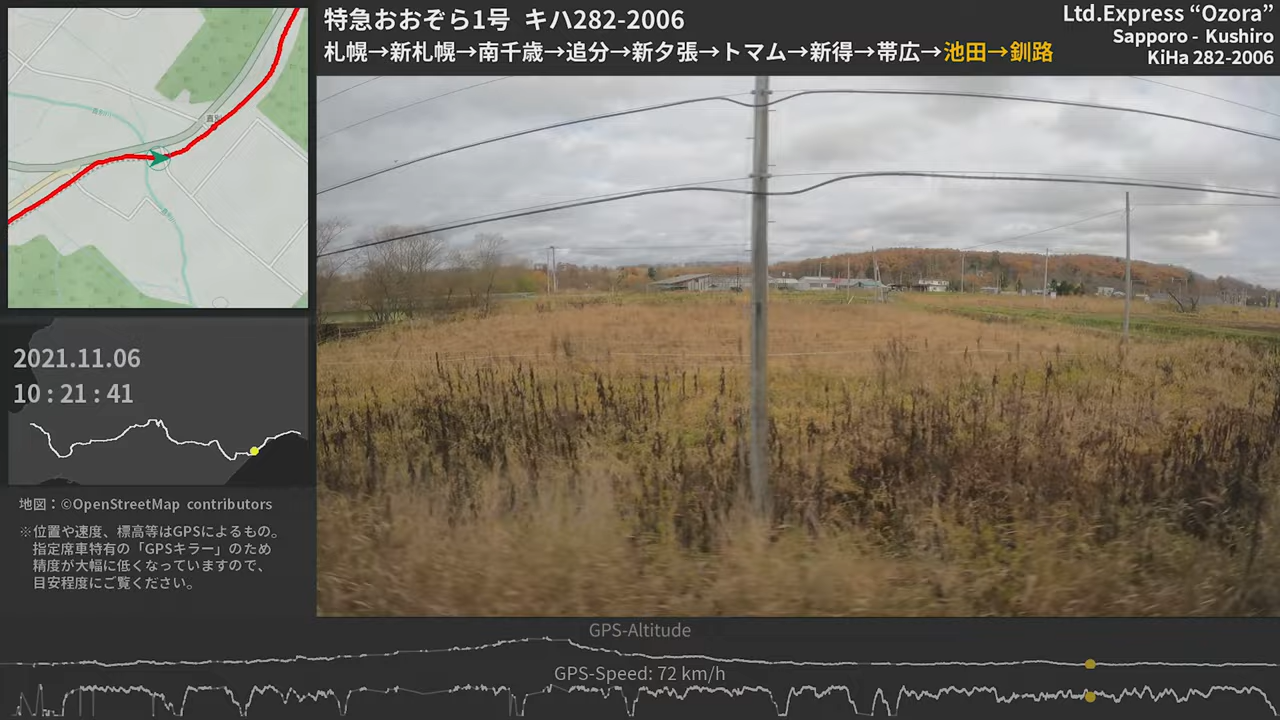 特急おおぞら1号 キハ282-2006
札幌→新札幌→南千歳→追分→新夕張→トマム→新得→帯広→池田→釧路
Ltd.Express “Ozora”
Sapporo - Kushiro
KiHa 282-2006
2021.11.06
10 : 21 : 41
地図：©OpenStreetMap contributors
※位置や速度、標高等はGPSによるもの。
指定席車特有の「GPSキラー」のため
精度が大幅に低くなっていますので、
目安程度にご覧ください。
GPS-Altitude
GPS-Speed: 72 km/h